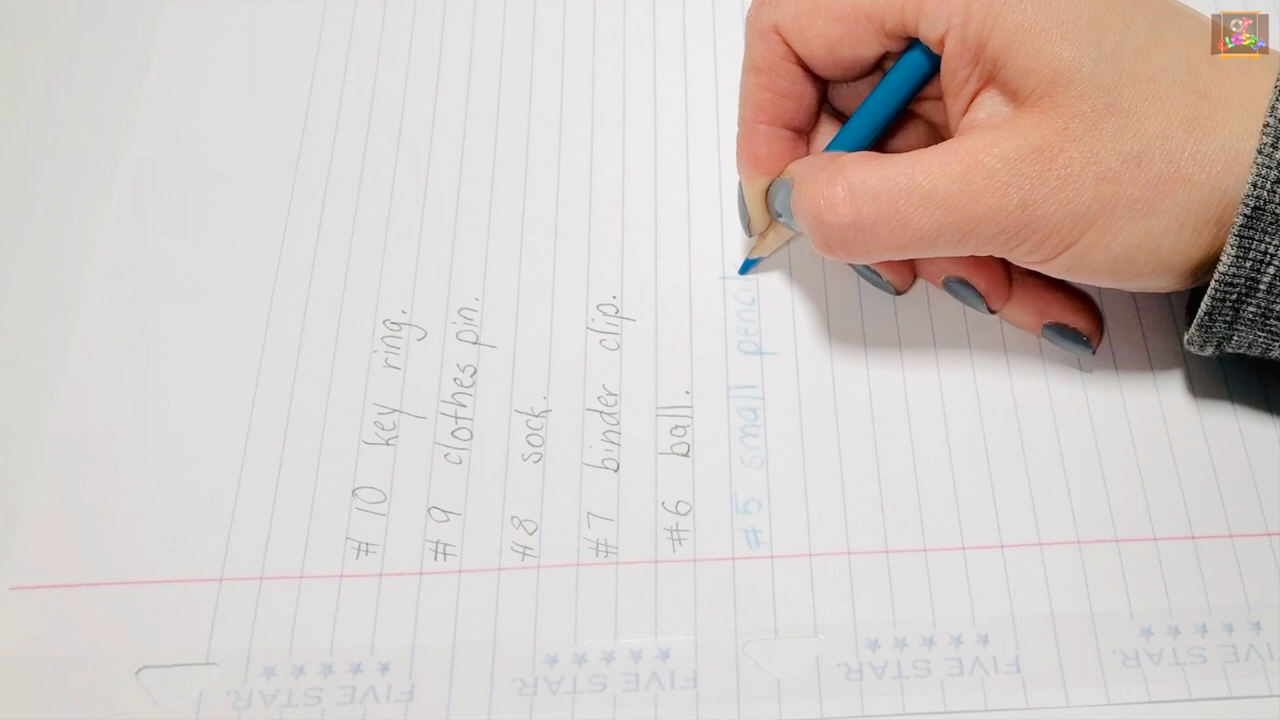 # 10 key ring.
# 9 clothes pin.
#8 sock.
#7 binder clip.
#6 ball.
#5 small pencil
FIVE STAR.
FIVE STAR.
FIVE STAR.
FIVE STAR.